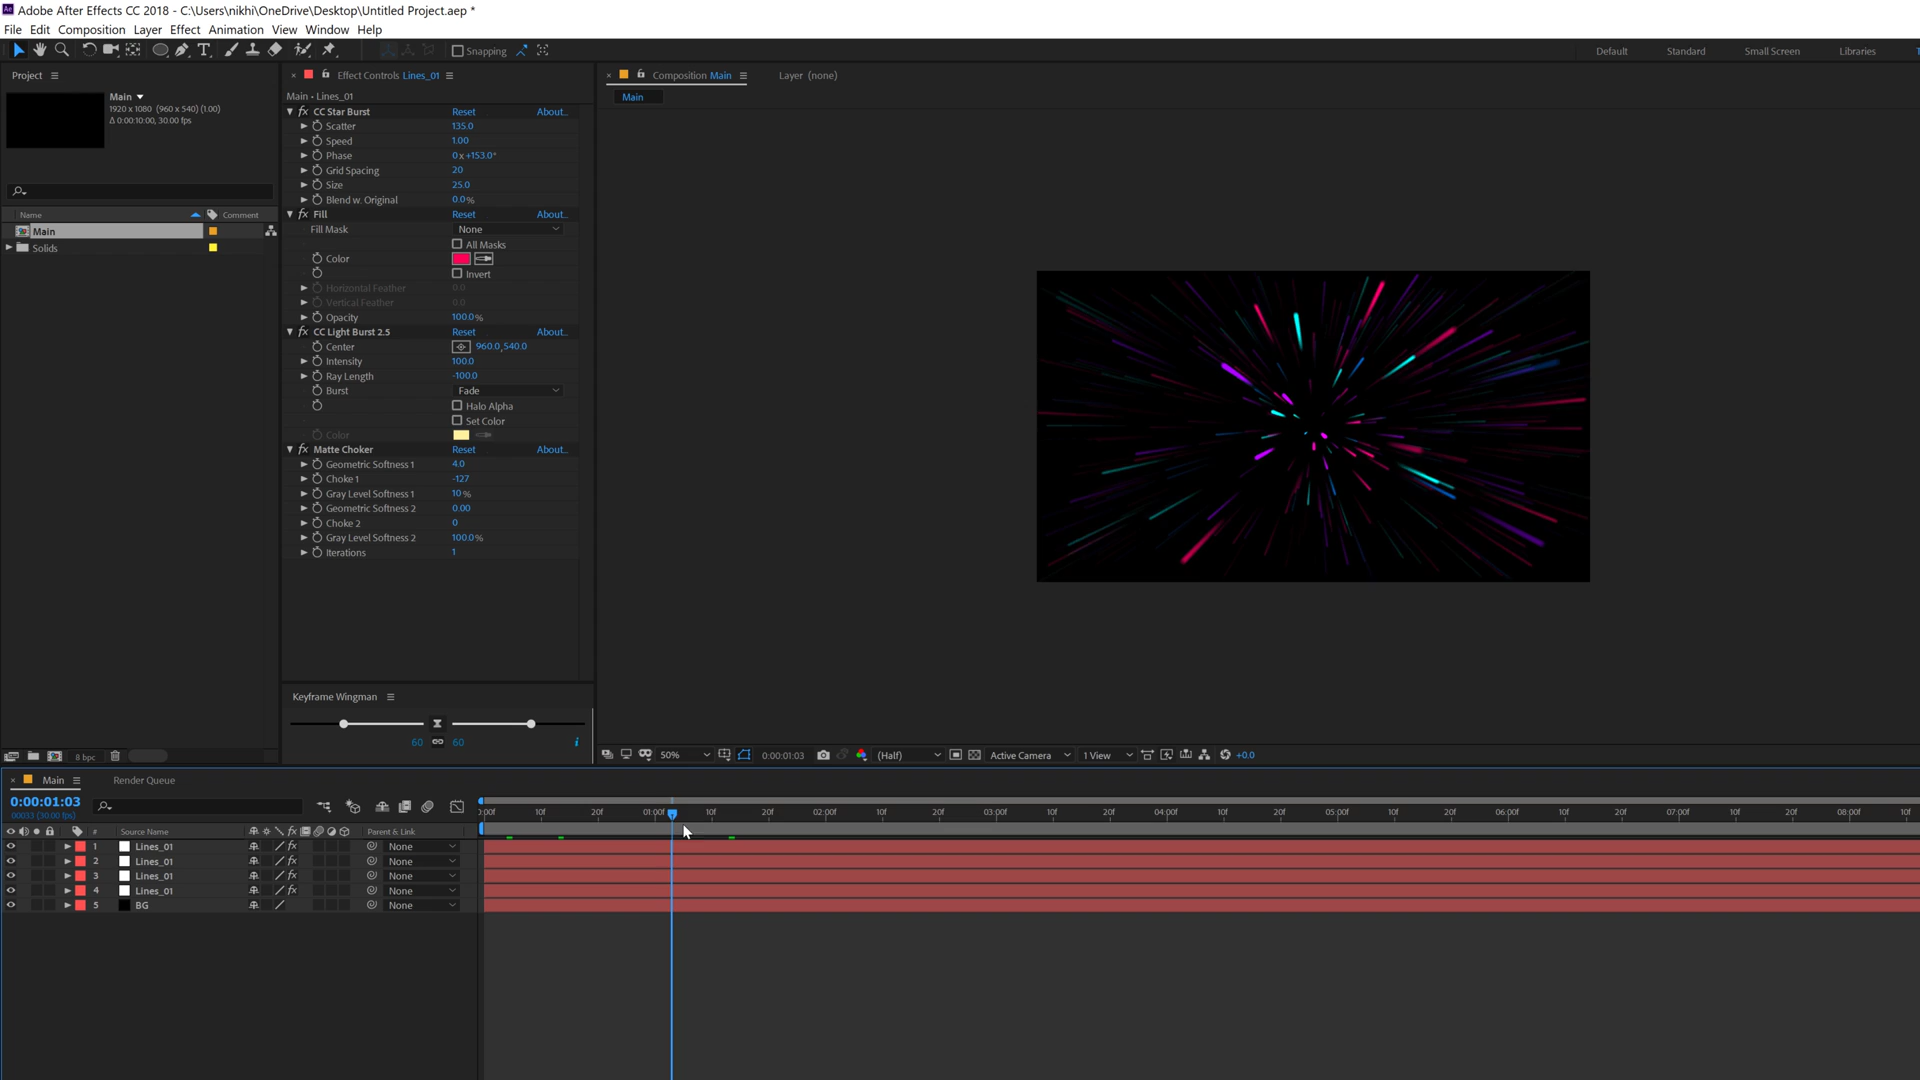 Adobe After Effects CC 2018 - C:\Users\nikhi\OneDrive\Desktop\Untitled Project.aep *
File Edit Composition Layer Effect Animation View Window Help
Snapping
Default Standard Small Screen Libraries
Project
Main
1920 x 1080 (960 x 540) (1.00)
Δ 0:00:10:00, 30.00 fps
Name Comment
Main
Solids
8 bpc
Effect Controls Lines_01
Main • Lines_01
CC Star Burst Reset About...
Scatter 135.0
Speed 1.00
Phase 0x+153.0°
Grid Spacing 20
Size 25.0
Blend w. Original 0.0%
Fill Reset About...
Fill Mask None
All Masks
Color
Invert
Horizontal Feather 0.0
Vertical Feather 0.0
Opacity 100.0%
CC Light Burst 2.5 Reset About...
Center 960.0,540.0
Intensity 100.0
Ray Length -100.0
Burst Fade
Halo Alpha
Set Color
Color
Matte Choker Reset About...
Geometric Softness 1 4.0
Choke 1 -127
Gray Level Softness 1 10%
Geometric Softness 2 0.00
Choke 2 0
Gray Level Softness 2 100.0%
Iterations 1
Keyframe Wingman
60 60
Composition Main Layer (none)
Main
50% 0:00:01:03 (Half) Active Camera 1 View +0.0
Main Render Queue
0:00:01:03
00033 (30.00 fps)
:00f 10f 20f 01:00f 10f 20f 02:00f 10f 20f 03:00f 10f 20f 04:00f 10f 20f 05:00f 10f 20f 06:00f 10f 20f 07:00f 10f 20f 08:00f 10f
# Source Name Parent & Link
1 Lines_01 None
2 Lines_01 None
3 Lines_01 None
4 Lines_01 None
5 BG None